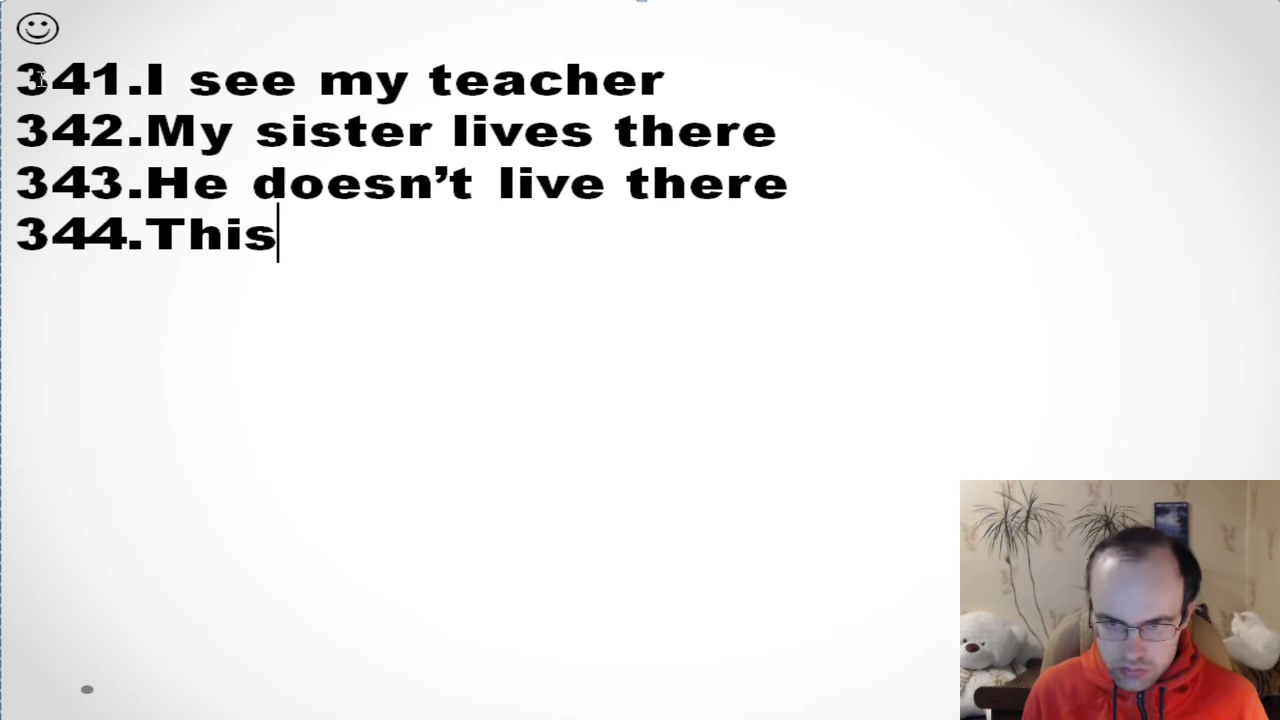 341.I see my teacher
342.My sister lives there
343.He doesn’t live there
344.This